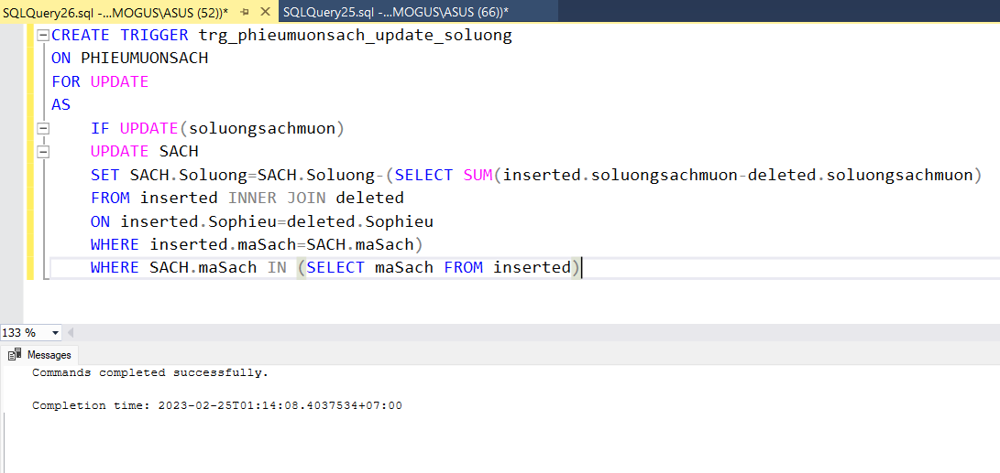 SQLQuery26.sql -...MOGUS\ASUS (52))* SQLQuery25.sql -...MOGUS\ASUS (66))*
CREATE TRIGGER trg_phieumuonsach_update_soluong
ON PHIEUMUONSACH
FOR UPDATE
AS
IF UPDATE(soluongsachmuon)
UPDATE SACH
SET SACH.Soluong=SACH.Soluong-(SELECT SUM(inserted.soluongsachmuon-deleted.soluongsachmuon)
FROM inserted INNER JOIN deleted
ON inserted.Sophieu=deleted.Sophieu
WHERE inserted.maSach=SACH.maSach)
WHERE SACH.maSach IN (SELECT maSach FROM inserted)
133 %
Messages
Commands completed successfully.
Completion time: 2023-02-25T01:14:08.4037534+07:00